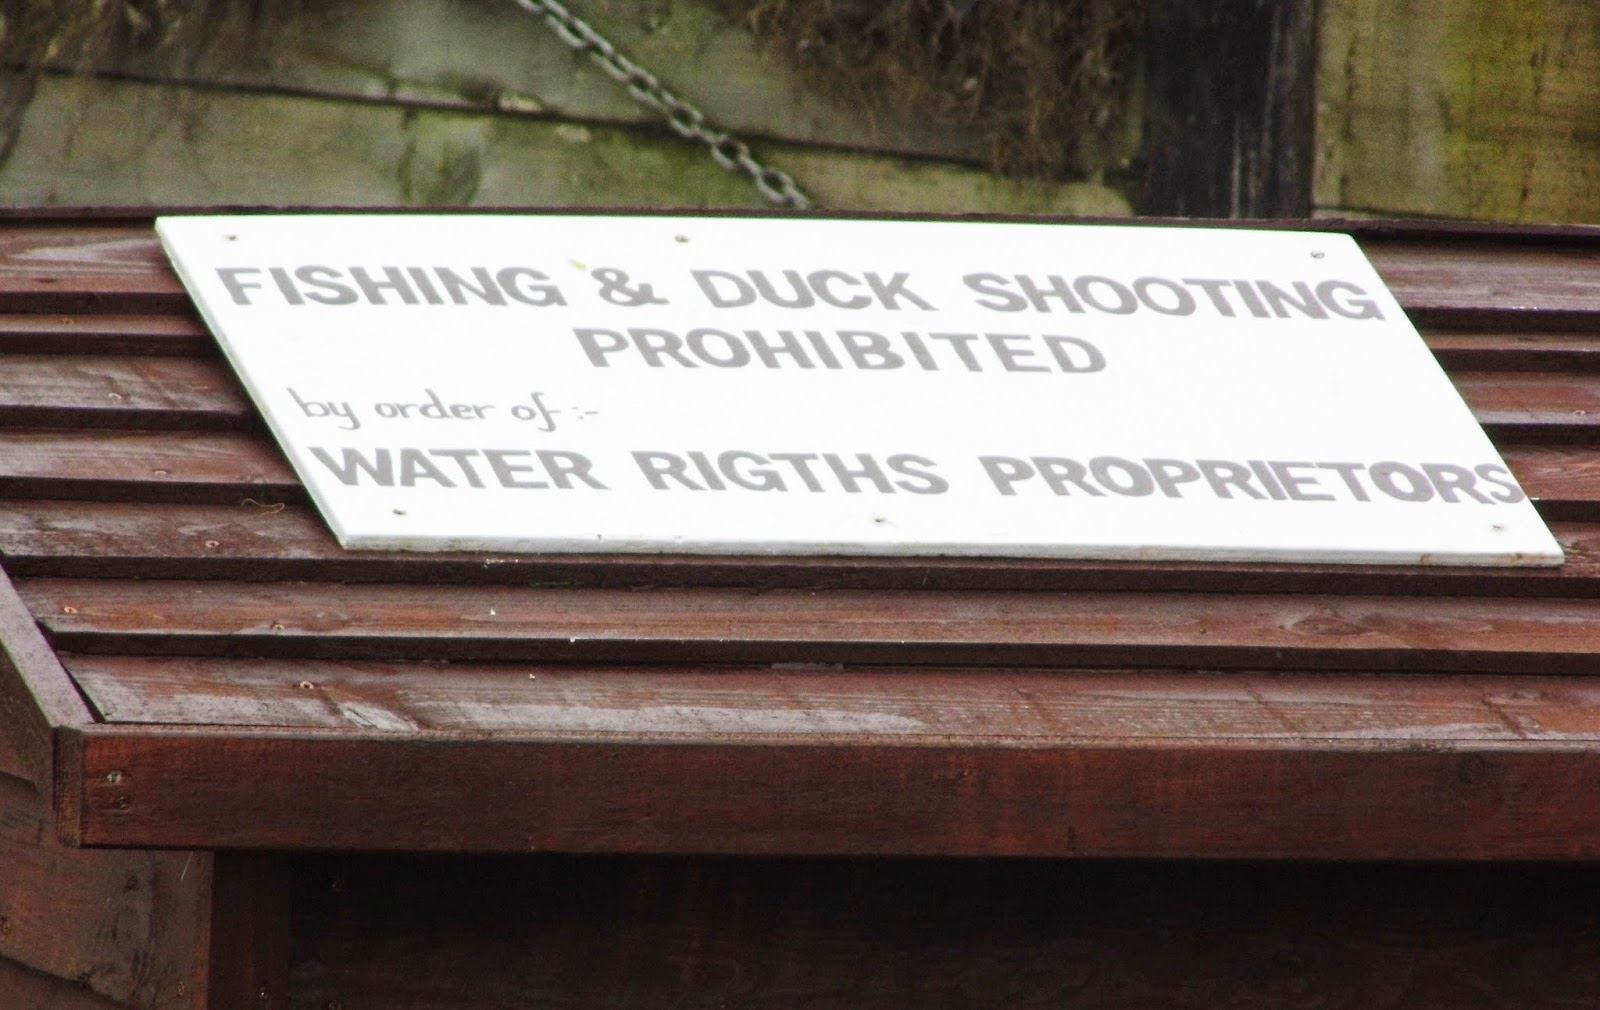 FISHING & DUCK SHOOTING
PROHIBITED
by order of :-
WATER RIGTHS PROPRIETORS